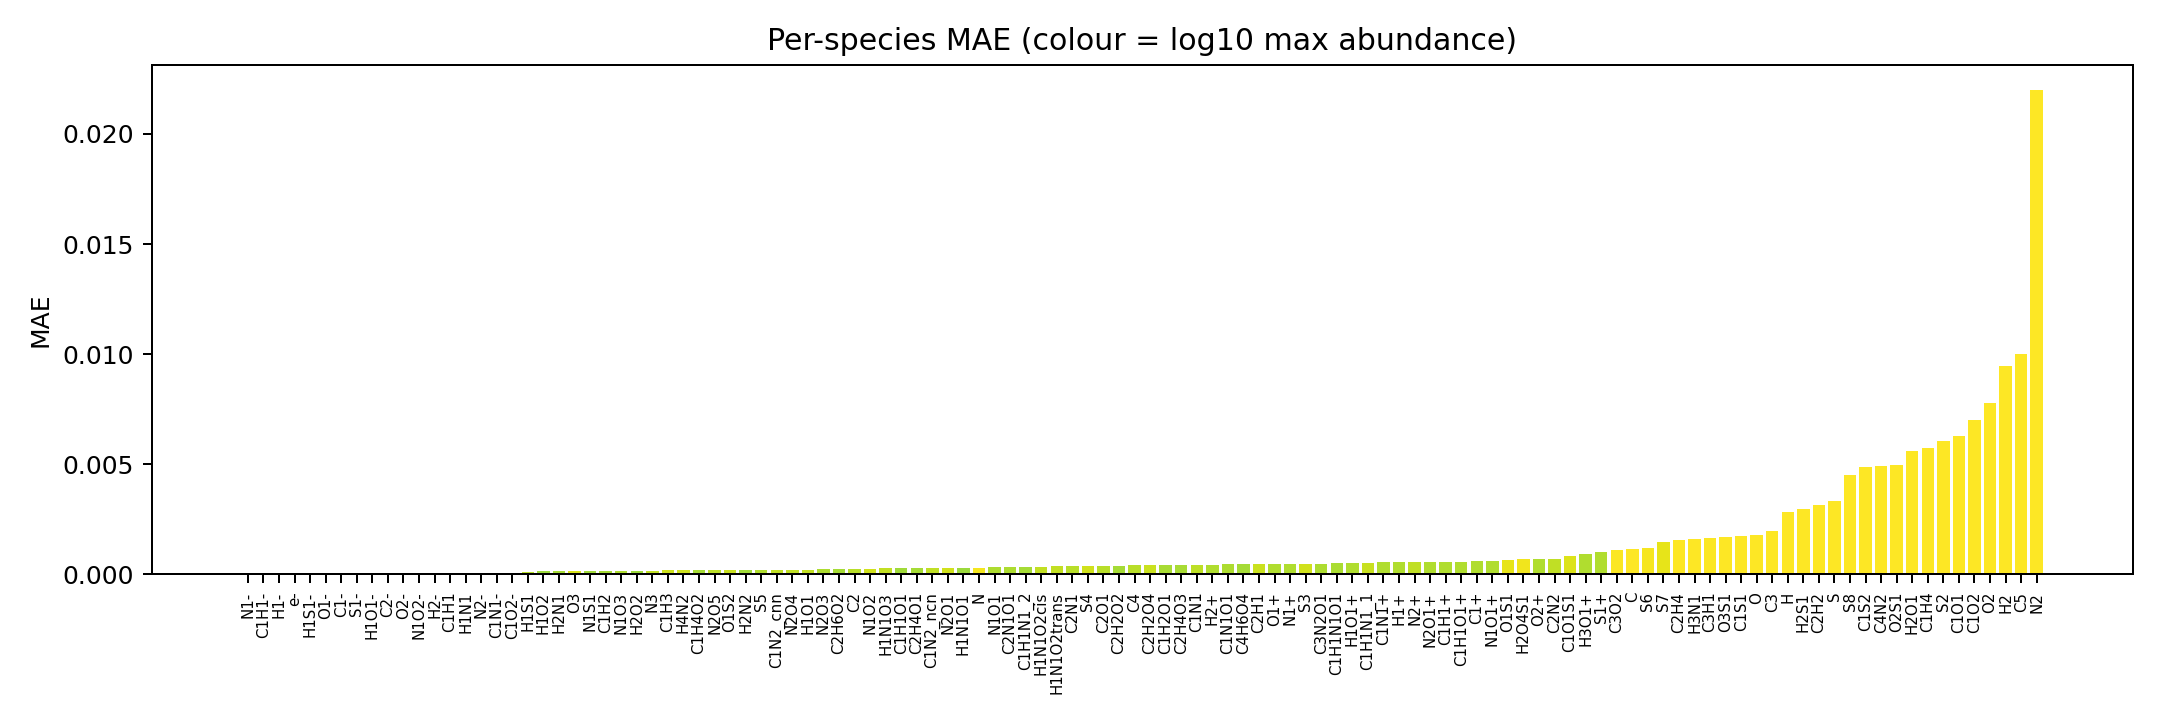 Per-species MAE (colour = log10 max abundance)
MAE
0.020
0.015
0.010
0.005
0.000
N1-
C1H1-
H1-
e-
H1S1-
O1-
C1-
S1-
H1O1-
C2-
O2-
N1O2-
H2-
C1H1
H1N1
N2-
C1N1-
C1O2-
H1S1
H1O2
H2N1
O3
N1S1
C1H2
N1O3
H2O2
N3
C1H3
H4N2
C1H4O2
N2O5
O1S2
H2N2
S5
C1N2_cnn
N2O4
H1O1
N2O3
C2H6O2
C2
N1O2
H1N1O3
C1H1O1
C2H4O1
C1N2_ncn
N2O1
H1N1O1
N
N1O1
C2N1O1
C1H1N1_2
H1N1O2cis
H1N1O2trans
C2N1
S4
C2O1
C2H2O2
C4
C2H2O4
C1H2O1
C2H4O3
C1N1
H2+
C1N1O1
C4H6O4
C2H1
O1+
N1+
S3
C3N2O1
C1H1N1O1
H1O1+
C1H1N1_1
C1N1+
H1+
N2+
N2O1+
C1H1+
C1H1O1+
C1+
N1O1+
O1S1
H2O4S1
O2+
C2N2
C1O1S1
H3O1+
S1+
C3O2
C
S6
S7
C2H4
H3N1
C3H1
O3S1
C1S1
O
C3
H
H2S1
C2H2
S
S8
C1S2
C4N2
O2S1
H2O1
C1H4
S2
C1O1
C1O2
O2
H2
C5
N2